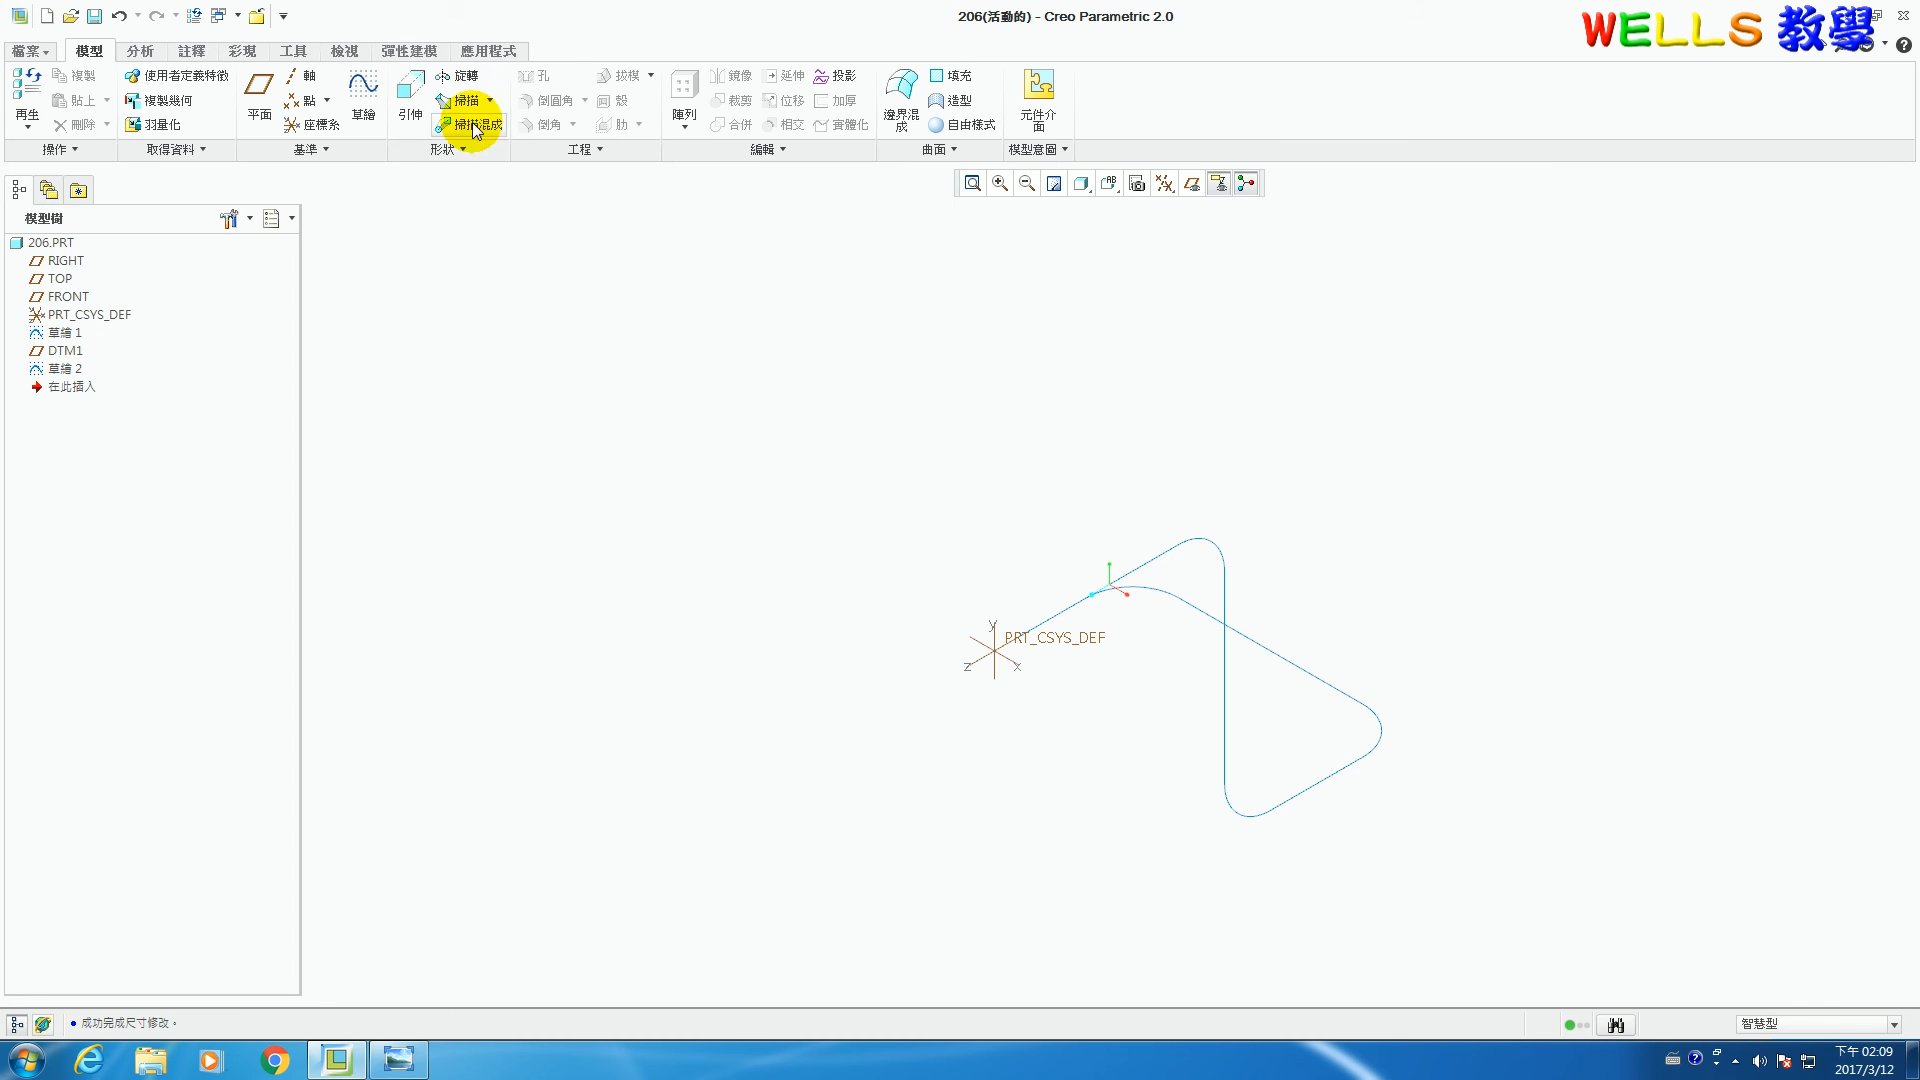 206(活動的) - Creo Parametric 2.0
WELLS 教學
檔案 模型 分析 註釋 彩現 工具 檢視 彈性建模 應用程式
複製 使用者定義特徵 軸 旋轉 孔 拔模 鏡像 延伸 投影 填充
貼上 複製幾何 點 掃描 倒圓角 殼 裁剪 位移 加厚 造型
再生 平面 草繪 引伸 陣列 邊界混成 元件介面
刪除 羽量化 座標系 掃描混成 倒角 肋 合併 相交 實體化 自由樣式
操作 取得資料 基準 形狀 工程 編輯 曲面 模型意圖
模型樹
206.PRT
RIGHT
TOP
FRONT
PRT_CSYS_DEF
草繪 1
DTM1
草繪 2
在此插入
y
PRT_CSYS_DEF
z x
成功完成尺寸修改。
智慧型
下午 02:09
2017/3/12